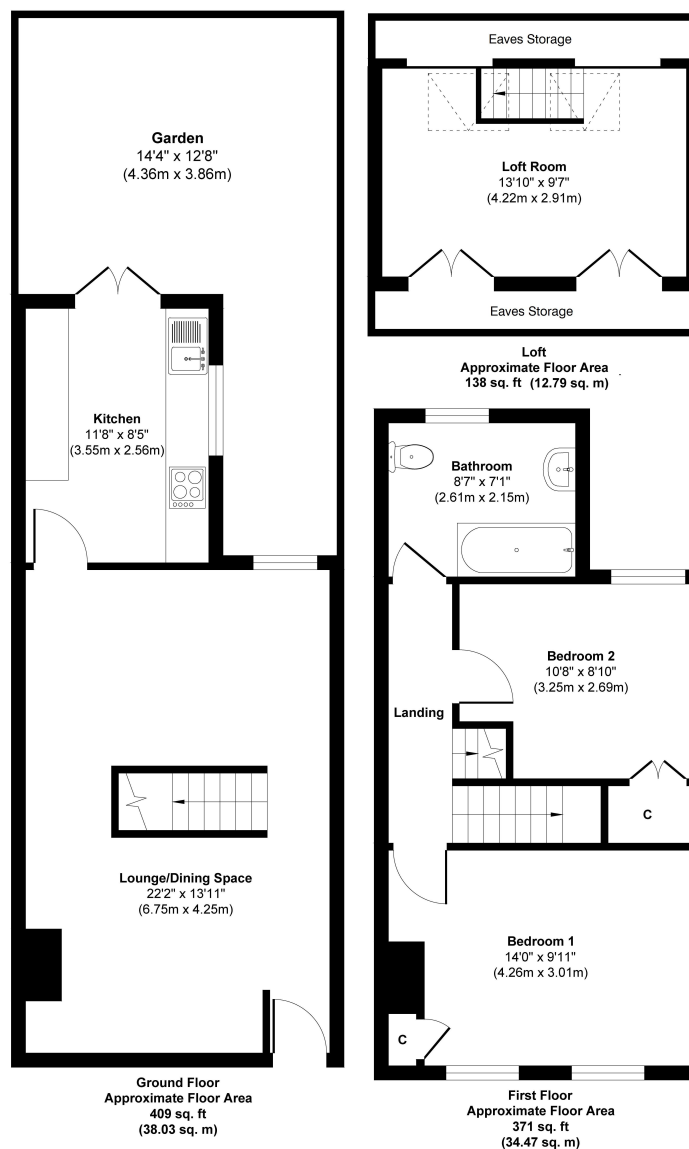 Garden
14'4" x 12'8"
(4.36m x 3.86m)
Kitchen
11'8" x 8'5"
(3.55m x 2.56m)
Lounge/Dining Space
22'2" x 13'11"
(6.75m x 4.25m)
Ground Floor
Approximate Floor Area
409 sq. ft
(38.03 sq. m)
Eaves Storage
Loft Room
13'10" x 9'7"
(4.22m x 2.91m)
Eaves Storage
Loft
Approximate Floor Area
138 sq. ft (12.79 sq. m)
Bathroom
8'7" x 7'1"
(2.61m x 2.15m)
Bedroom 2
10'8" x 8'10"
(3.25m x 2.69m)
Landing
C
Bedroom 1
14'0" x 9'11"
(4.26m x 3.01m)
C
First Floor
Approximate Floor Area
371 sq. ft
(34.47 sq. m)